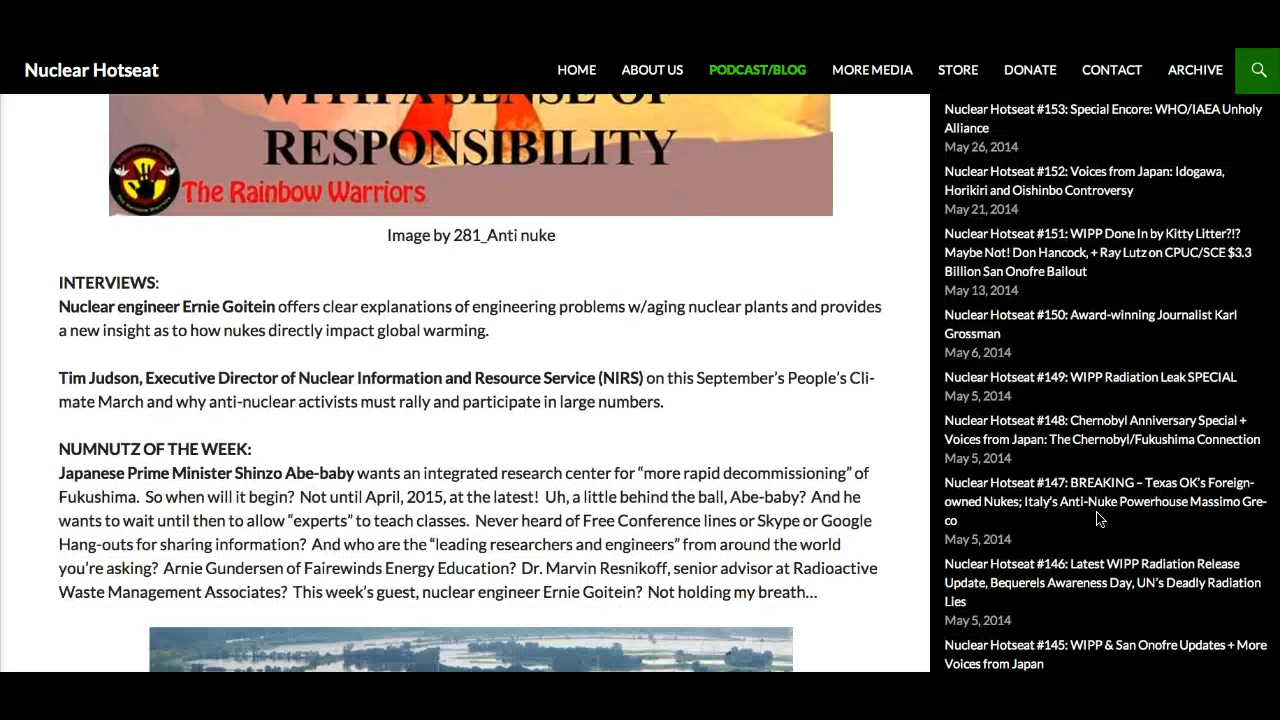 Nuclear Hotseat
HOME ABOUT US PODCAST/BLOG MORE MEDIA STORE DONATE CONTACT ARCHIVE
WITH A SENSE OF
RESPONSIBILITY
The Rainbow Warriors
Image by 281_Anti nuke
INTERVIEWS:
Nuclear engineer Ernie Goitein offers clear explanations of engineering problems w/aging nuclear plants and provides
a new insight as to how nukes directly impact global warming.
Tim Judson, Executive Director of Nuclear Information and Resource Service (NIRS) on this September’s People’s Cli-
mate March and why anti-nuclear activists must rally and participate in large numbers.
NUMNUTZ OF THE WEEK:
Japanese Prime Minister Shinzo Abe-baby wants an integrated research center for “more rapid decommissioning” of
Fukushima. So when will it begin? Not until April, 2015, at the latest! Uh, a little behind the ball, Abe-baby? And he
wants to wait until then to allow “experts” to teach classes. Never heard of Free Conference lines or Skype or Google
Hang-outs for sharing information? And who are the “leading researchers and engineers” from around the world
you’re asking? Arnie Gundersen of Fairewinds Energy Education? Dr. Marvin Resnikoff, senior advisor at Radioactive
Waste Management Associates? This week’s guest, nuclear engineer Ernie Goitein? Not holding my breath…
Nuclear Hotseat #153: Special Encore: WHO/IAEA Unholy
Alliance
May 26, 2014
Nuclear Hotseat #152: Voices from Japan: Idogawa,
Horikiri and Oishinbo Controversy
May 21, 2014
Nuclear Hotseat #151: WIPP Done In by Kitty Litter?!?
Maybe Not! Don Hancock, + Ray Lutz on CPUC/SCE $3.3
Billion San Onofre Bailout
May 13, 2014
Nuclear Hotseat #150: Award-winning Journalist Karl
Grossman
May 6, 2014
Nuclear Hotseat #149: WIPP Radiation Leak SPECIAL
May 5, 2014
Nuclear Hotseat #148: Chernobyl Anniversary Special +
Voices from Japan: The Chernobyl/Fukushima Connection
May 5, 2014
Nuclear Hotseat #147: BREAKING – Texas OK’s Foreign-
owned Nukes; Italy’s Anti-Nuke Powerhouse Massimo Gre-
co
May 5, 2014
Nuclear Hotseat #146: Latest WIPP Radiation Release
Update, Bequerels Awareness Day, UN’s Deadly Radiation
Lies
May 5, 2014
Nuclear Hotseat #145: WIPP & San Onofre Updates + More
Voices from Japan